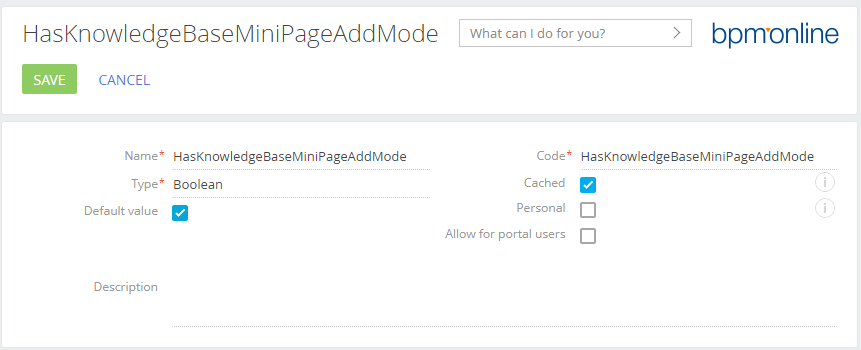 HasKnowledgeBaseMiniPageAddMode
What can I do for you?
bpm'online
SAVE
CANCEL
Name* HasKnowledgeBaseMiniPageAddMode
Code* HasKnowledgeBaseMiniPageAddMode
Type* Boolean
Cached
i
Default value
Personal
i
Allow for portal users
Description